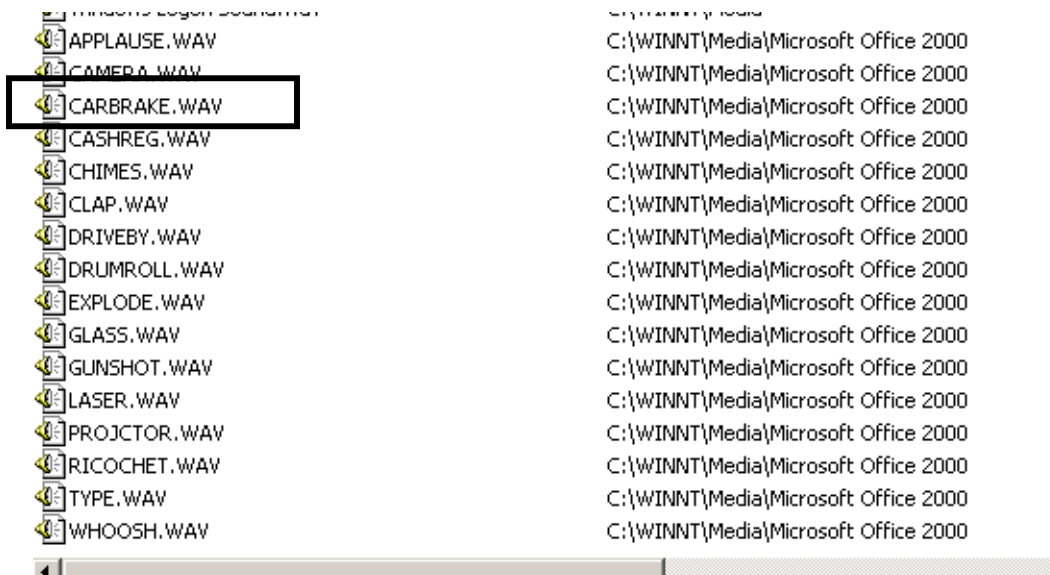 APPLAUSE.WAV C:\WINNT\Media\Microsoft Office 2000
CAMERA.WAV C:\WINNT\Media\Microsoft Office 2000
CARBRAKE.WAV C:\WINNT\Media\Microsoft Office 2000
CASHREG.WAV C:\WINNT\Media\Microsoft Office 2000
CHIMES.WAV C:\WINNT\Media\Microsoft Office 2000
CLAP.WAV C:\WINNT\Media\Microsoft Office 2000
DRIVEBY.WAV C:\WINNT\Media\Microsoft Office 2000
DRUMROLL.WAV C:\WINNT\Media\Microsoft Office 2000
EXPLODE.WAV C:\WINNT\Media\Microsoft Office 2000
GLASS.WAV C:\WINNT\Media\Microsoft Office 2000
GUNSHOT.WAV C:\WINNT\Media\Microsoft Office 2000
LASER.WAV C:\WINNT\Media\Microsoft Office 2000
PROJCTOR.WAV C:\WINNT\Media\Microsoft Office 2000
RICOCHET.WAV C:\WINNT\Media\Microsoft Office 2000
TYPE.WAV C:\WINNT\Media\Microsoft Office 2000
WHOOSH.WAV C:\WINNT\Media\Microsoft Office 2000